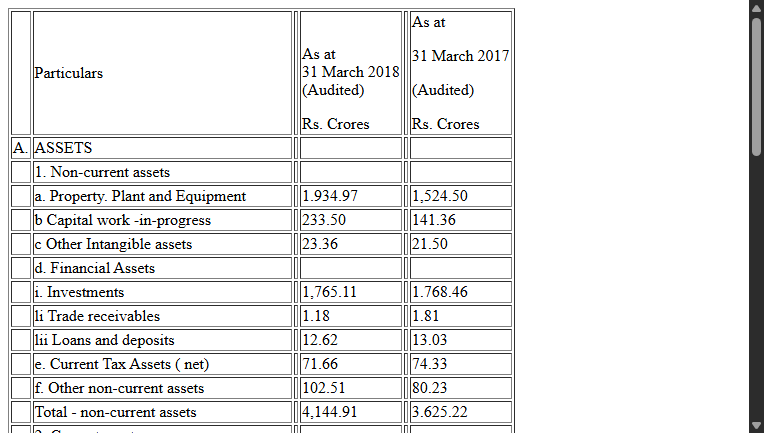 Particulars As at 31 March 2018 (Audited) Rs. Crores As at 31 March 2017 (Audited) Rs. Crores
A. ASSETS
1. Non-current assets
a. Property. Plant and Equipment 1.934.97 1,524.50
b Capital work -in-progress 233.50 141.36
c Other Intangible assets 23.36 21.50
d. Financial Assets
i. Investments 1,765.11 1.768.46
li Trade receivables 1.18 1.81
lii Loans and deposits 12.62 13.03
e. Current Tax Assets ( net) 71.66 74.33
f. Other non-current assets 102.51 80.23
Total - non-current assets 4,144.91 3.625.22